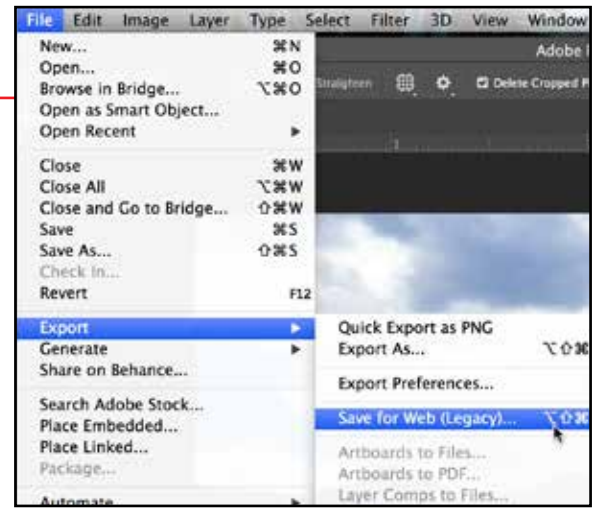 File Edit Image Layer Type Select Filter 3D View Window
New... ⌘N
Adobe
Open... ⌘O
Browse in Bridge... ⌥⌘O
Straighten Delete Cropped
Open as Smart Object...
Open Recent ▶
Close ⌘W
Close All ⌥⌘W
Close and Go to Bridge... ⇧⌘W
Save ⌘S
Save As... ⇧⌘S
Check In...
Revert F12
Export ▶
Quick Export as PNG
Generate ▶
Export As... ⌥⇧⌘
Share on Behance...
Export Preferences...
Search Adobe Stock...
Save for Web (Legacy)... ⌥⇧⌘
Place Embedded...
Place Linked...
Artboards to Files...
Package...
Artboards to PDF...
Automate ▶
Layer Comps to Files...